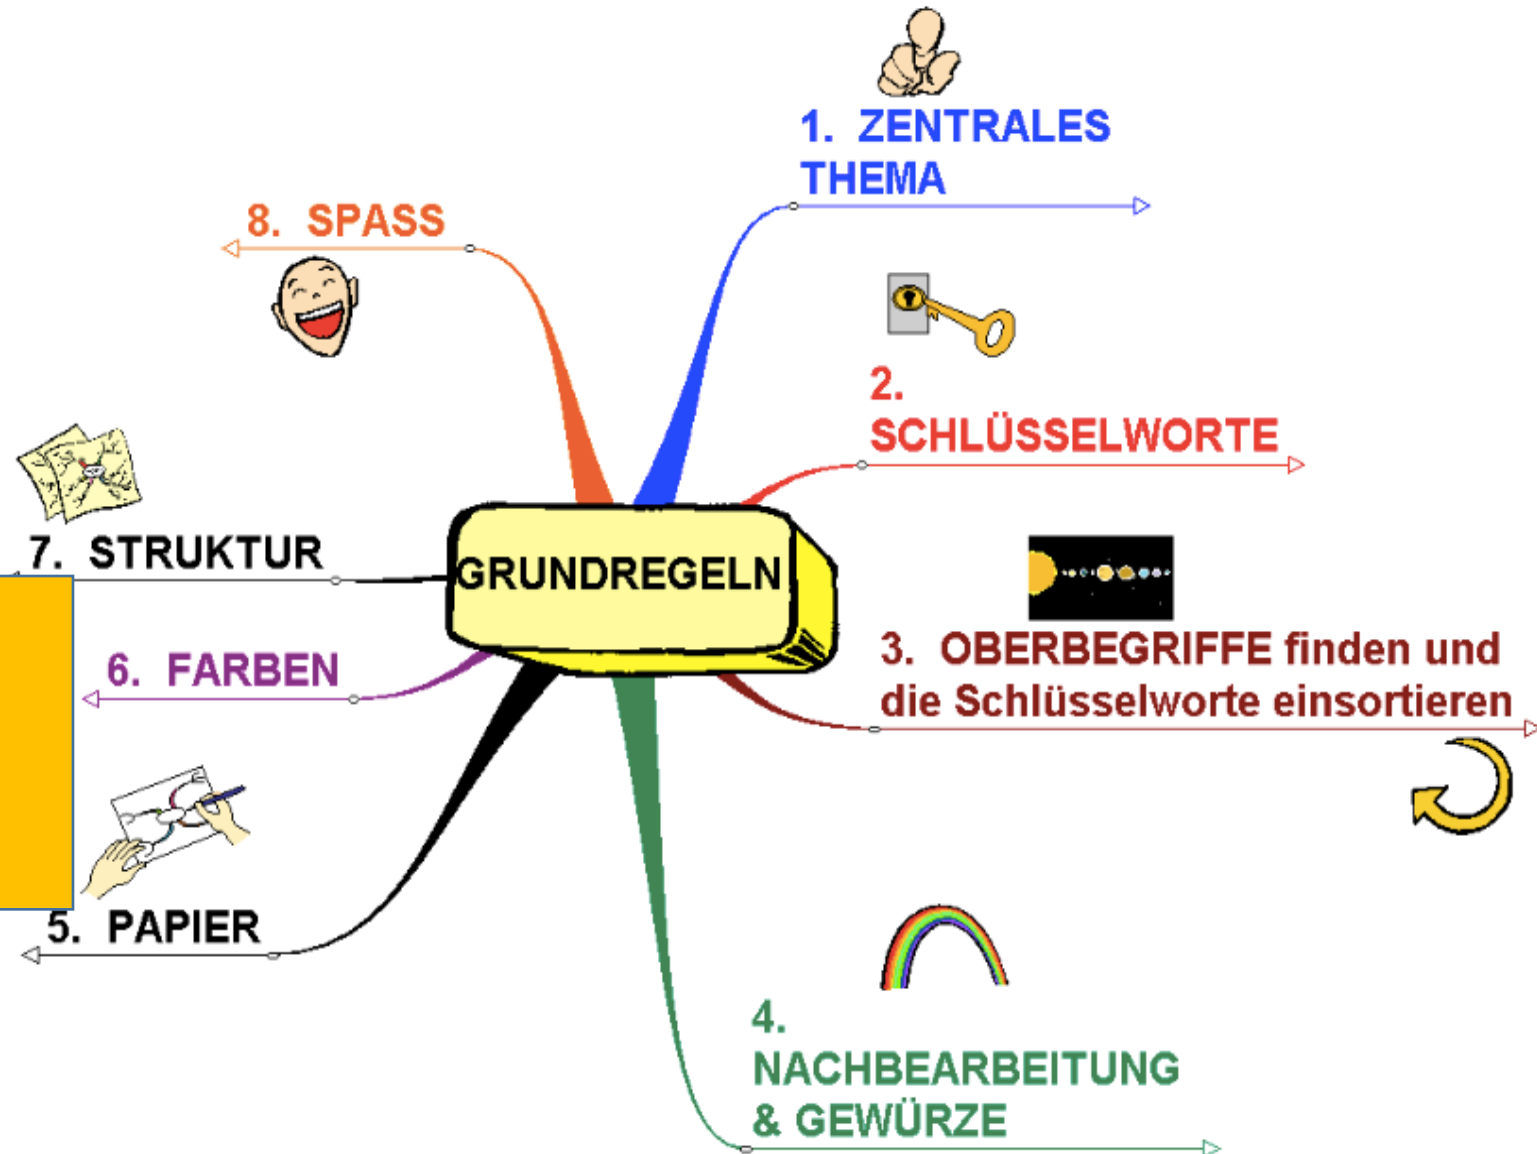 GRUNDREGELN
1. ZENTRALES
THEMA
2.
SCHLÜSSELWORTE
3. OBERBEGRIFFE finden und
die Schlüsselworte einsortieren
4.
NACHBEARBEITUNG
& GEWÜRZE
5. PAPIER
6. FARBEN
7. STRUKTUR
8. SPASS